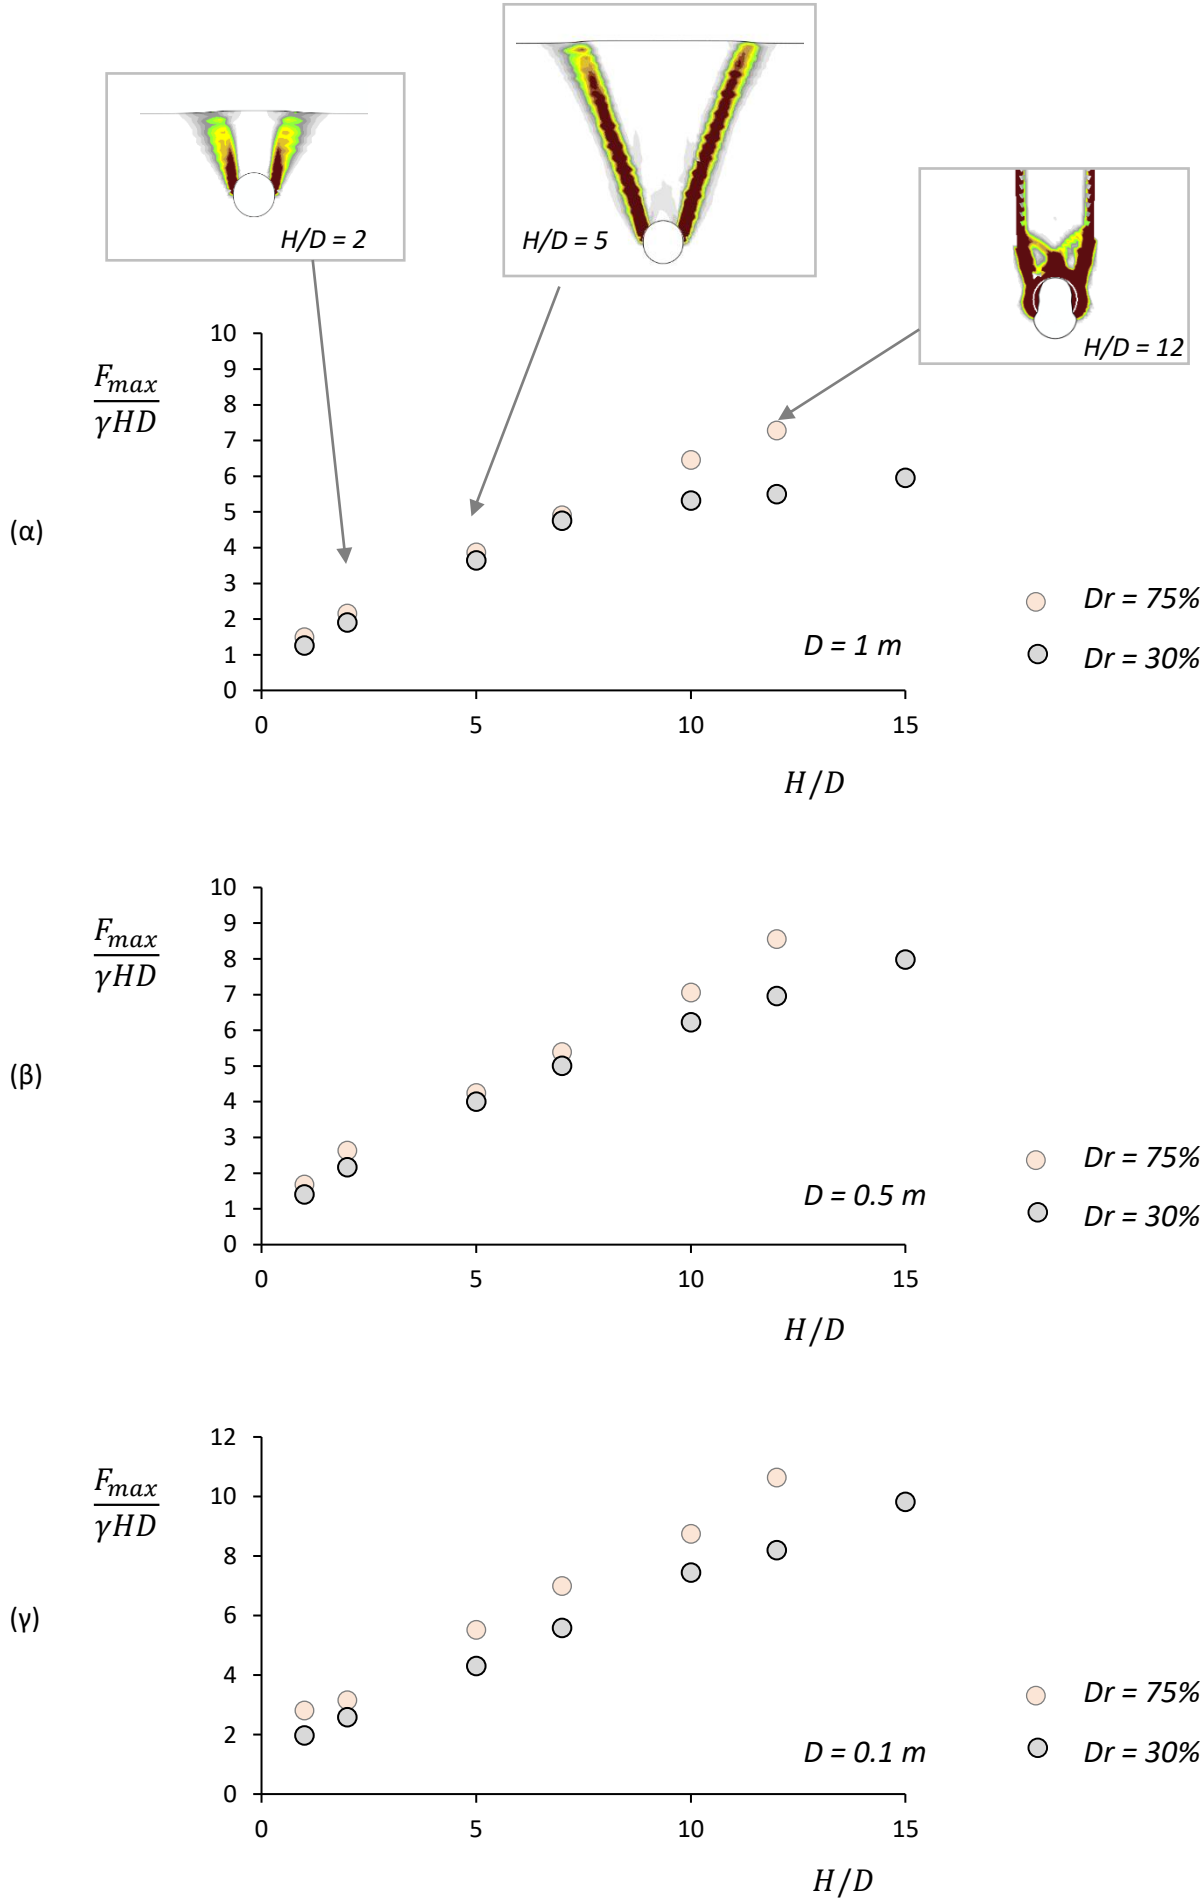 H/D = 2
H/D = 5
H/D = 12
(α)
F_max
γHD
10
9
8
7
6
5
4
3
2
1
0
0 5 10 15
H/D
D = 1 m
Dr = 75%
Dr = 30%
(β)
F_max
γHD
10
9
8
7
6
5
4
3
2
1
0
0 5 10 15
H/D
D = 0.5 m
Dr = 75%
Dr = 30%
(γ)
F_max
γHD
12
10
8
6
4
2
0
0 5 10 15
H/D
D = 0.1 m
Dr = 75%
Dr = 30%